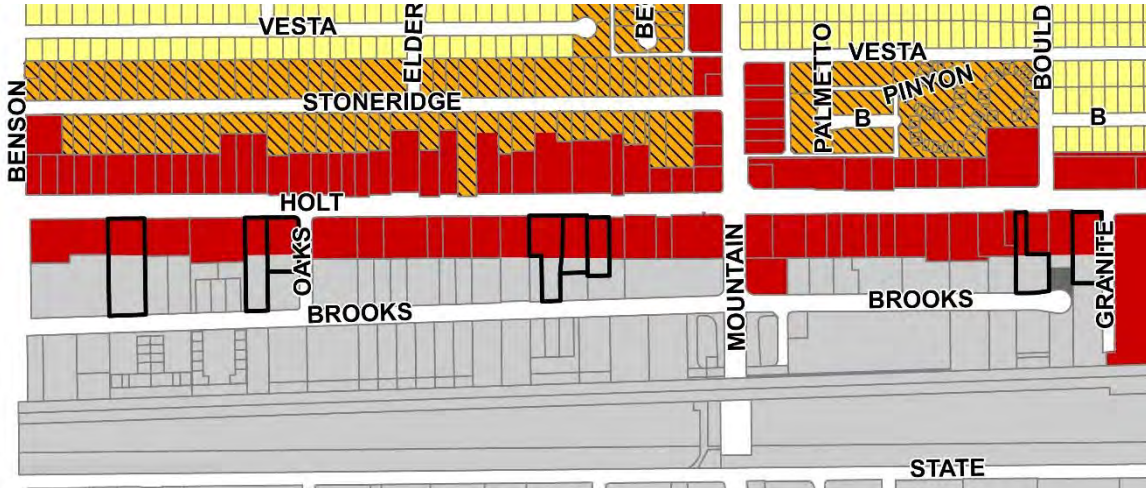 VESTA
ELDER
BE
VESTA
BOULD
PINYON
PALMETTO
BENSON
STONERIDGE
B
B
HOLT
OAKS
MOUNTAIN
GRANITE
BROOKS
BROOKS
STATE